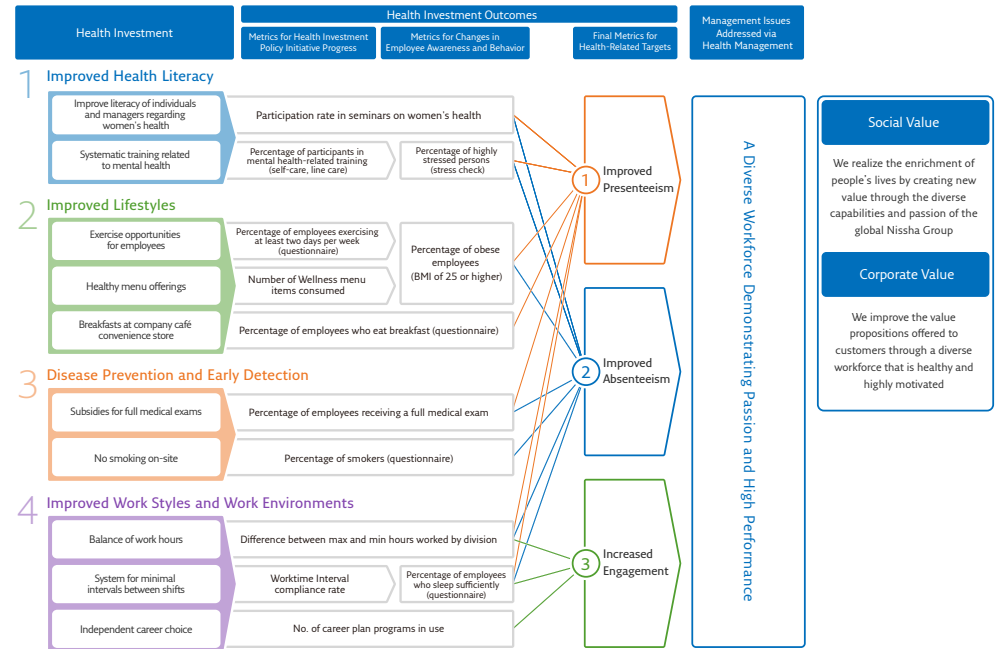 Health Investment
Health Investment Outcomes
Metrics for Health Investment
Policy Initiative Progress
Metrics for Changes in
Employee Awareness and Behavior
Final Metrics for
Health-Related Targets
Management Issues
Addressed via
Health Management
1 Improved Health Literacy
Improve literacy of individuals
and managers regarding
women's health
Participation rate in seminars on women's health
Systematic training related
to mental health
Percentage of participants in
mental health-related training
(self-care, line care)
Percentage of highly
stressed persons
(stress check)
2 Improved Lifestyles
Exercise opportunities
for employees
Percentage of employees exercising
at least two days per week
(questionnaire)
Healthy menu offerings
Number of Wellness menu
items consumed
Percentage of obese
employees
(BMI of 25 or higher)
Breakfasts at company café
convenience store
Percentage of employees who eat breakfast (questionnaire)
3 Disease Prevention and Early Detection
Subsidies for full medical exams
Percentage of employees receiving a full medical exam
No smoking on-site
Percentage of smokers (questionnaire)
4 Improved Work Styles and Work Environments
Balance of work hours
Difference between max and min hours worked by division
System for minimal
intervals between shifts
Worktime Interval
compliance rate
Percentage of employees
who sleep sufficiently
(questionnaire)
Independent career choice
No. of career plan programs in use
1 Improved
Presenteeism
2 Improved
Absenteeism
3 Increased
Engagement
A Diverse Workforce Demonstrating Passion and High Performance
Social Value
We realize the enrichment of
people's lives by creating new
value through the diverse
capabilities and passion of the
global Nissha Group
Corporate Value
We improve the value
propositions offered to
customers through a diverse
workforce that is healthy and
highly motivated